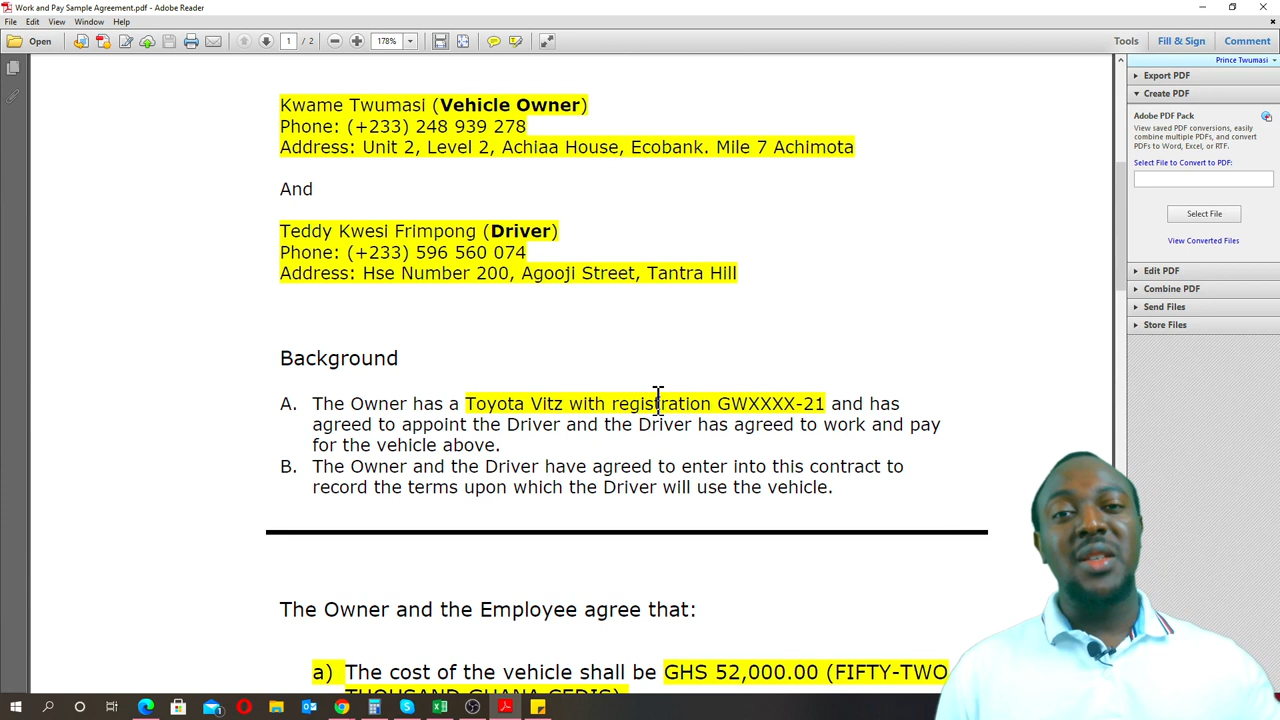 Work and Pay Sample Agreement.pdf - Adobe Reader
File Edit View Window Help
Open 1 / 2 178% Tools Fill & Sign Comment
Prince Twumasi
Export PDF
Create PDF
Adobe PDF Pack
View saved PDF conversions, easily
combine multiple PDFs, and convert
PDFs to Word, Excel, or RTF.
Select File to Convert to PDF:
Select File
View Converted Files
Edit PDF
Combine PDF
Send Files
Store Files
Kwame Twumasi (Vehicle Owner)
Phone: (+233) 248 939 278
Address: Unit 2, Level 2, Achiaa House, Ecobank. Mile 7 Achimota
And
Teddy Kwesi Frimpong (Driver)
Phone: (+233) 596 560 074
Address: Hse Number 200, Agooji Street, Tantra Hill
Background
A. The Owner has a Toyota Vitz with registration GWXXXX-21 and has
agreed to appoint the Driver and the Driver has agreed to work and pay
for the vehicle above.
B. The Owner and the Driver have agreed to enter into this contract to
record the terms upon which the Driver will use the vehicle.
The Owner and the Employee agree that:
a) The cost of the vehicle shall be GHS 52,000.00 (FIFTY-TWO
THOUSAND GHANA CEDIS)